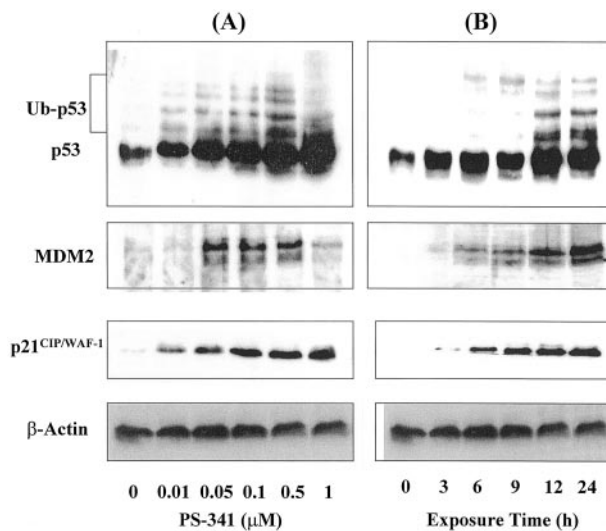 (A) (B)
Ub-p53
p53
MDM2
p21CIP/WAF-1
β-Actin
0 0.01 0.05 0.1 0.5 1 0 3 6 9 12 24
PS-341 (μM) Exposure Time (h)